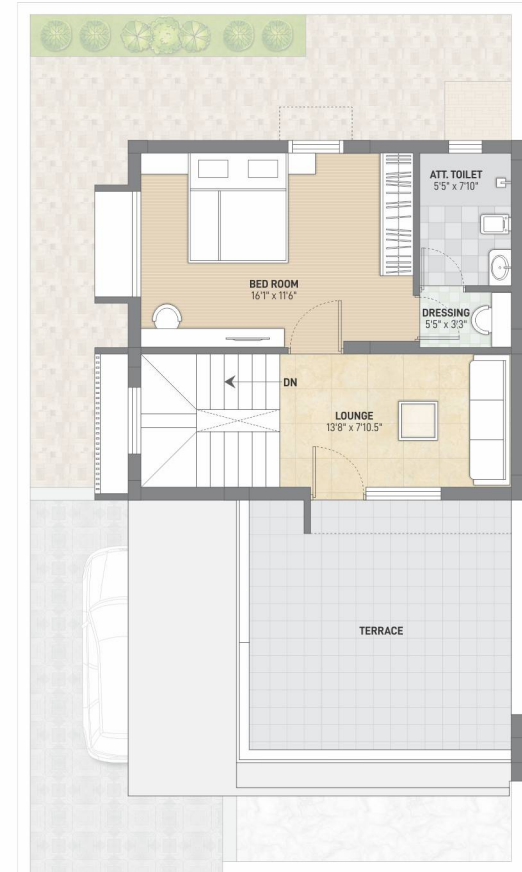 ATT. TOILET
5'5" x 7'10"
BED ROOM
16'1" x 11'6"
DRESSING
5'5" x 3'3"
DN
LOUNGE
13'8" x 7'10.5"
TERRACE